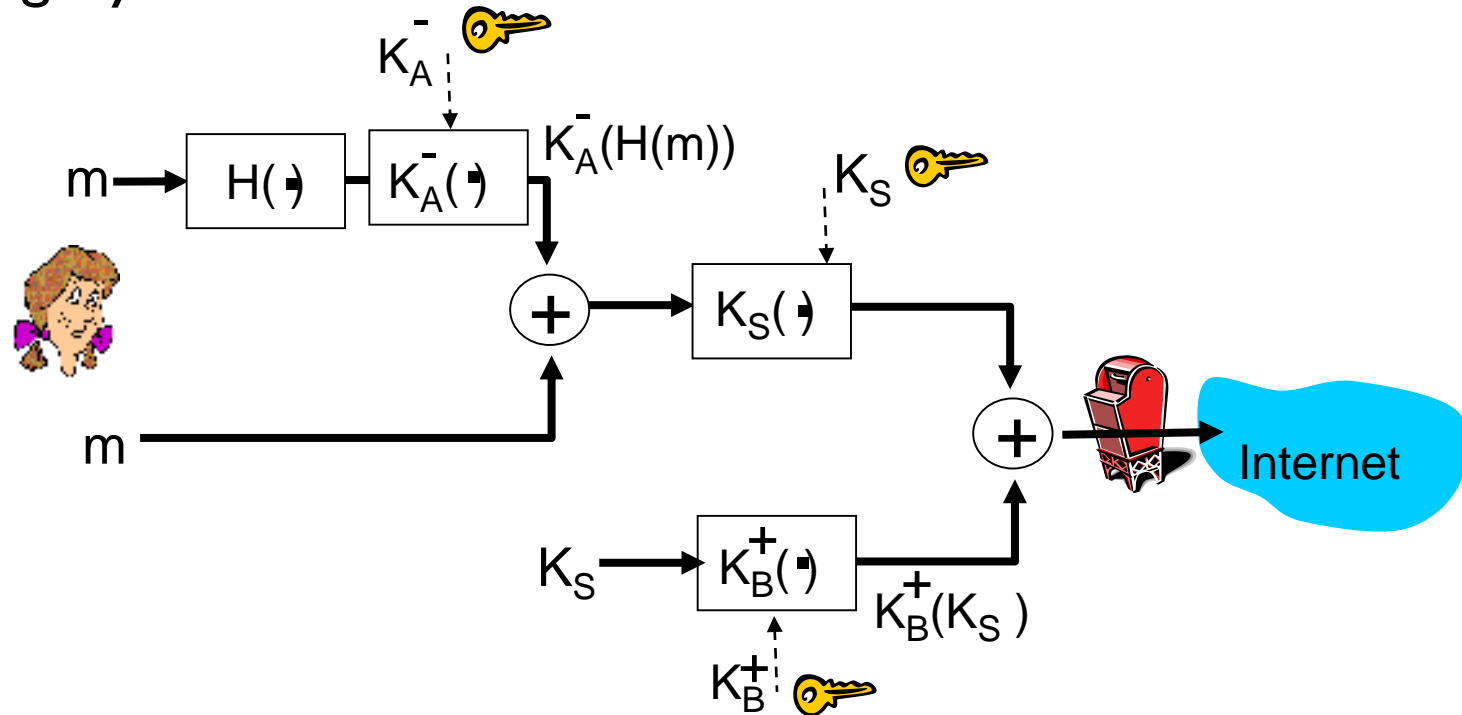 g y
K_A^-
m
H(·)
K_A^-(·)
K_A^-(H(m))
K_S
+
K_S(·)
m
+
Internet
K_S
K_B^+(·)
K_B^+(K_S )
K_B^+